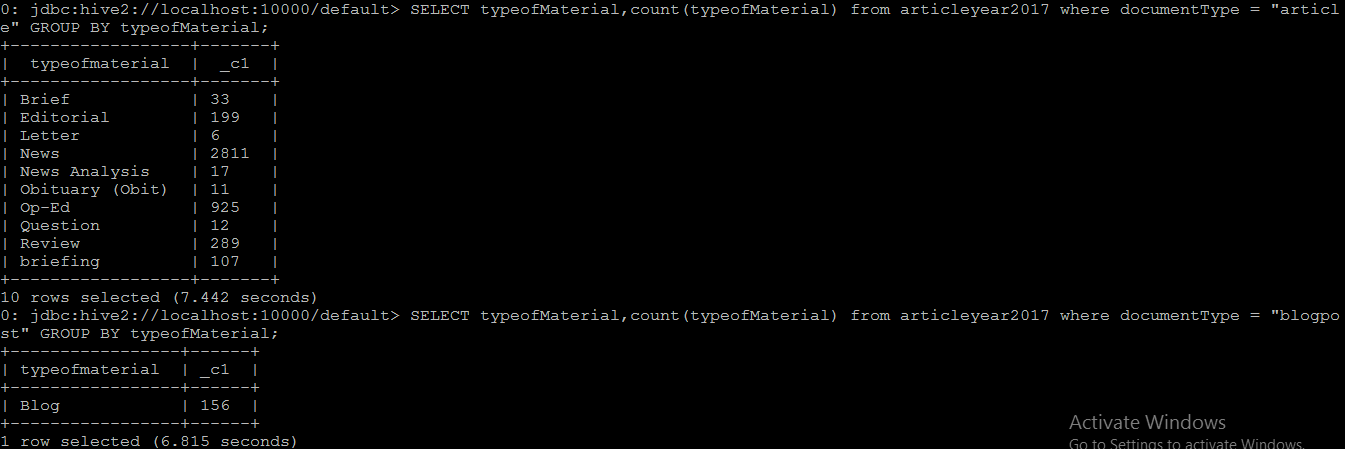 0: jdbc:hive2://localhost:10000/default> SELECT typeofMaterial,count(typeofMaterial) from articleyear2017 where documentType = "articl
e" GROUP BY typeofMaterial;
+------------------+-------+
|  typeofmaterial  |  _c1  |
+------------------+-------+
| Brief            | 33    |
| Editorial        | 199   |
| Letter           | 6     |
| News             | 2811  |
| News Analysis    | 17    |
| Obituary (Obit)  | 11    |
| Op-Ed            | 925   |
| Question         | 12    |
| Review           | 289   |
| briefing         | 107   |
+------------------+-------+
10 rows selected (7.442 seconds)
0: jdbc:hive2://localhost:10000/default> SELECT typeofMaterial,count(typeofMaterial) from articleyear2017 where documentType = "blogpo
st" GROUP BY typeofMaterial;
+-----------------+------+
| typeofmaterial  | _c1  |
+-----------------+------+
| Blog            | 156  |
+-----------------+------+
1 row selected (6.815 seconds)
Activate Windows
Go to Settings to activate Windows.